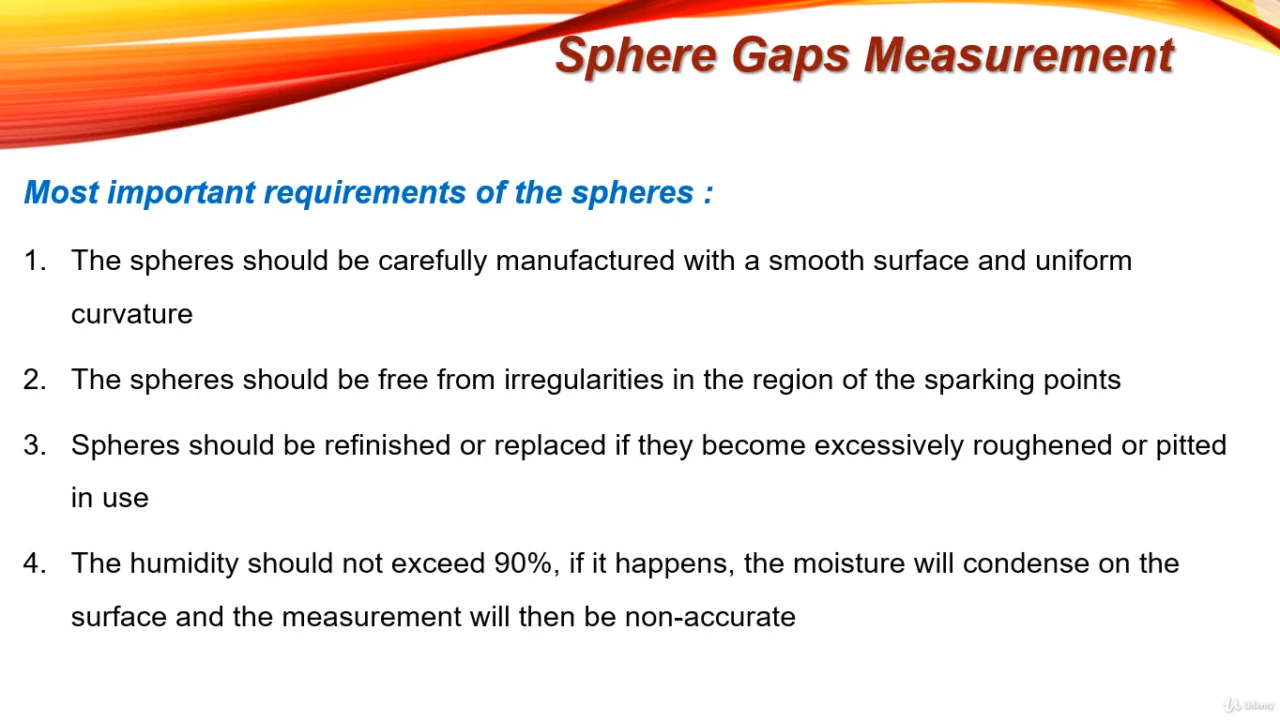 Sphere Gaps Measurement
Most important requirements of the spheres :
1. The spheres should be carefully manufactured with a smooth surface and uniform
curvature
2. The spheres should be free from irregularities in the region of the sparking points
3. Spheres should be refinished or replaced if they become excessively roughened or pitted
in use
4. The humidity should not exceed 90%, if it happens, the moisture will condense on the
surface and the measurement will then be non-accurate
Udemy